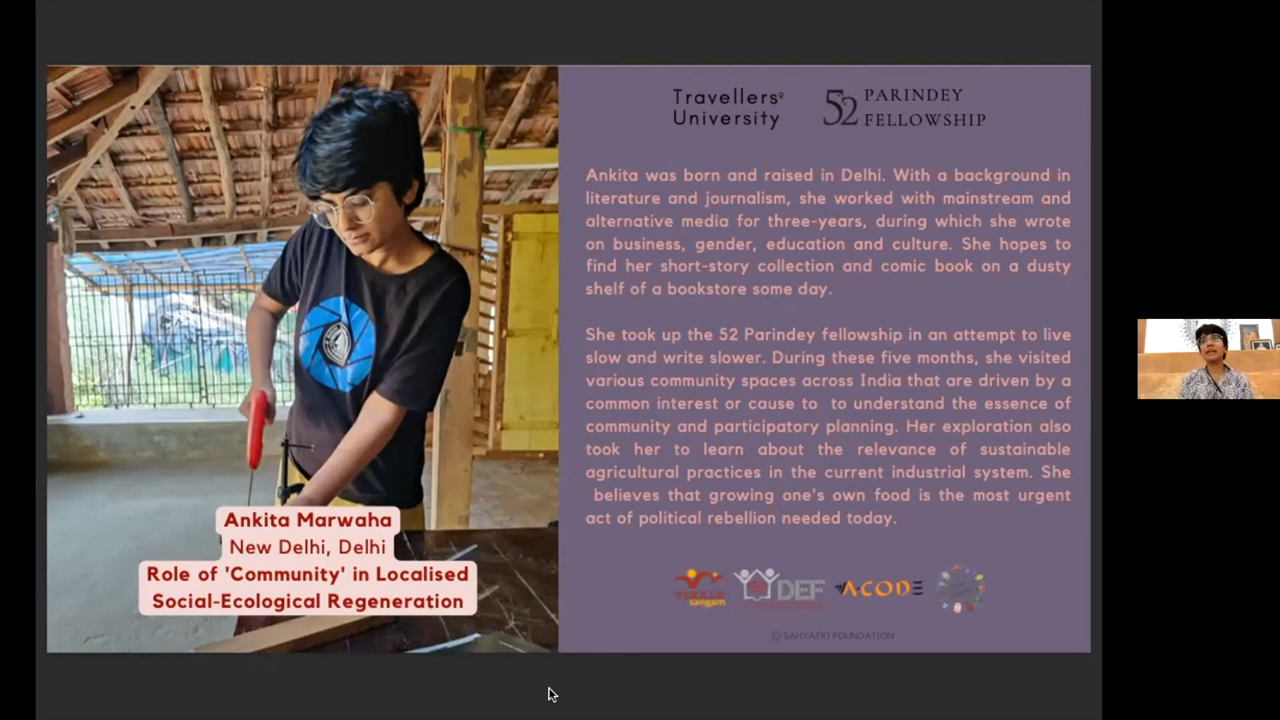 Travellers'
University
52 PARINDEY
FELLOWSHIP
Ankita was born and raised in Delhi. With a background in
literature and journalism, she worked with mainstream and
alternative media for three-years, during which she wrote
on business, gender, education and culture. She hopes to
find her short-story collection and comic book on a dusty
shelf of a bookstore some day.
She took up the 52 Parindey fellowship in an attempt to live
slow and write slower. During these five months, she visited
various community spaces across India that are driven by a
common interest or cause to to understand the essence of
community and participatory planning. Her exploration also
took her to learn about the relevance of sustainable
agricultural practices in the current industrial system. She
believes that growing one's own food is the most urgent
act of political rebellion needed today.
Ankita Marwaha
New Delhi, Delhi
Role of 'Community' in Localised
Social-Ecological Regeneration
sangam
DEF
ACODE
© SAHYATRI FOUNDATION